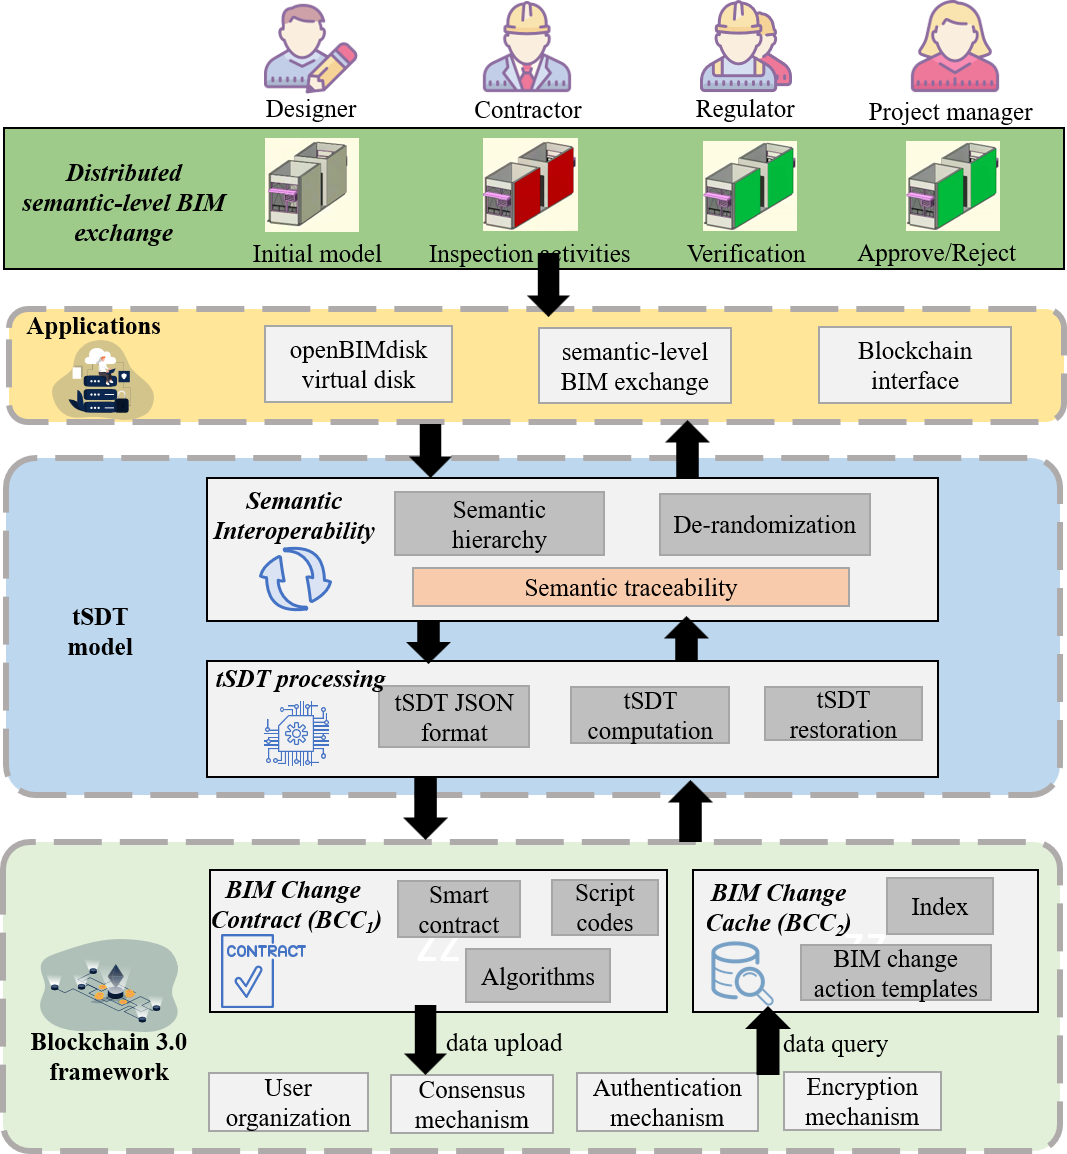 Designer
Contractor
Regulator
Project manager
Distributed
semantic-level BIM
exchange
Initial model
Inspection activities
Verification
Approve/Reject
Applications
openBIMdisk
virtual disk
semantic-level
BIM exchange
Blockchain
interface
tSDT
model
Semantic
Interoperability
Semantic
hierarchy
De-randomization
Semantic traceability
tSDT processing
tSDT JSON
format
tSDT
computation
tSDT
restoration
Blockchain 3.0
framework
BIM Change
Contract (BCC1)
CONTRACT
Smart
contract
Script
codes
ZZ
Algorithms
BIM Change
Cache (BCC2)
Index
ZZ
BIM change
action templates
data upload
data query
User
organization
Consensus
mechanism
Authentication
mechanism
Encryption
mechanism